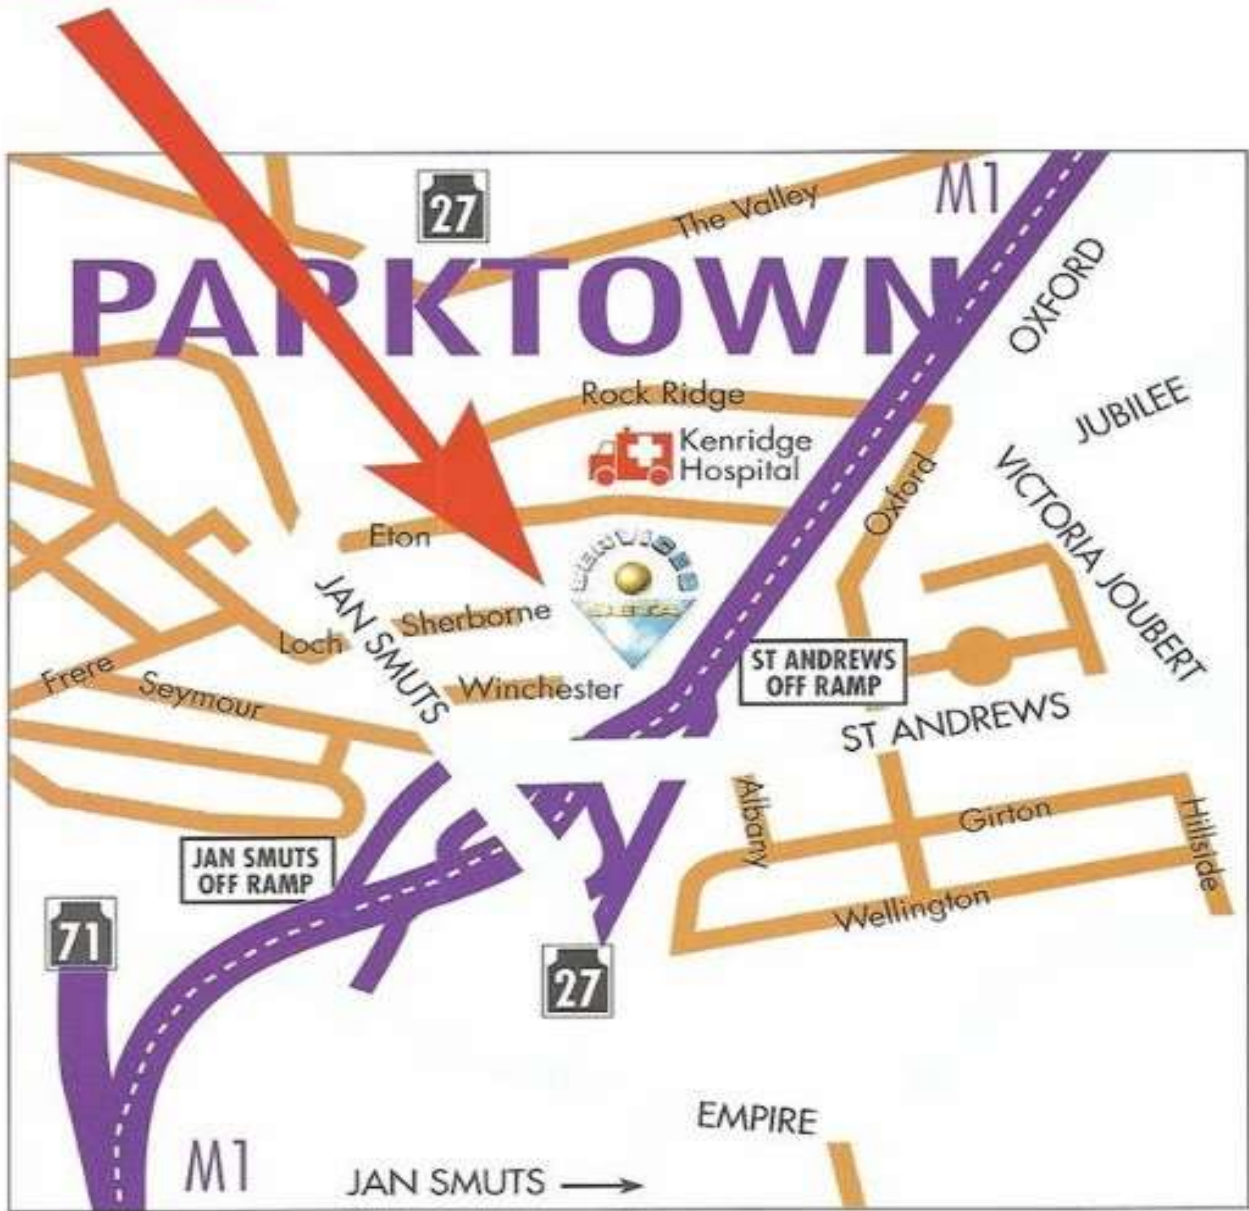 27
The Valley
M1
PARKTOWN
OXFORD
Rock Ridge
JUBILEE
Kenridge
Hospital
Oxford
VICTORIA JOUBERT
Eton
JAN SMUTS
Sherborne
Loch
Frere
Seymour
Winchester
ST ANDREWS
OFF RAMP
ST ANDREWS
Albany
Girton
Hillside
JAN SMUTS
OFF RAMP
Wellington
71
27
EMPIRE
M1
JAN SMUTS